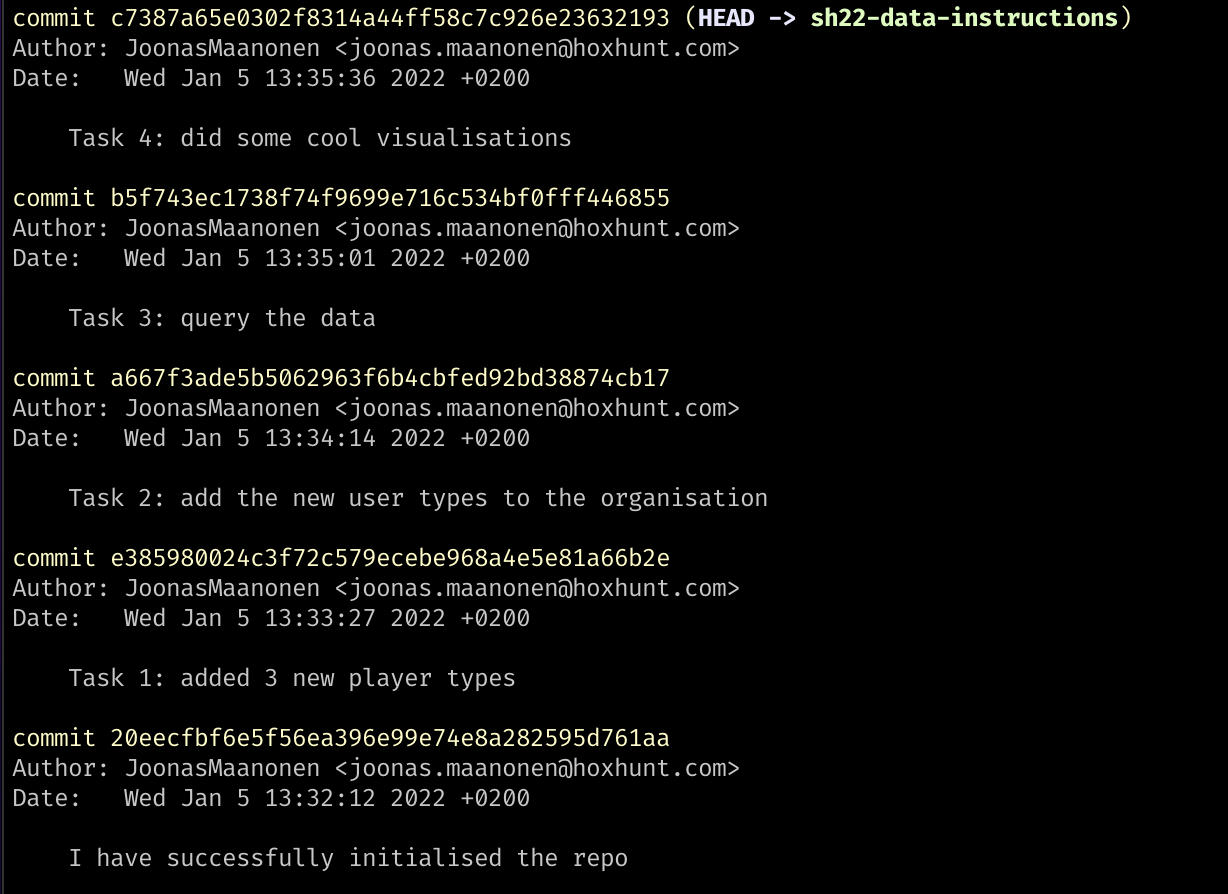 commit c7387a65e0302f8314a44ff58c7c926e23632193 (HEAD -> sh22-data-instructions)
Author: JoonasMaanonen <joonas.maanonen@hoxhunt.com>
Date:   Wed Jan 5 13:35:36 2022 +0200
Task 4: did some cool visualisations
commit b5f743ec1738f74f9699e716c534bf0fff446855
Author: JoonasMaanonen <joonas.maanonen@hoxhunt.com>
Date:   Wed Jan 5 13:35:01 2022 +0200
Task 3: query the data
commit a667f3ade5b5062963f6b4cbfed92bd38874cb17
Author: JoonasMaanonen <joonas.maanonen@hoxhunt.com>
Date:   Wed Jan 5 13:34:14 2022 +0200
Task 2: add the new user types to the organisation
commit e385980024c3f72c579ecebe968a4e5e81a66b2e
Author: JoonasMaanonen <joonas.maanonen@hoxhunt.com>
Date:   Wed Jan 5 13:33:27 2022 +0200
Task 1: added 3 new player types
commit 20eecfbf6e5f56ea396e99e74e8a282595d761aa
Author: JoonasMaanonen <joonas.maanonen@hoxhunt.com>
Date:   Wed Jan 5 13:32:12 2022 +0200
I have successfully initialised the repo